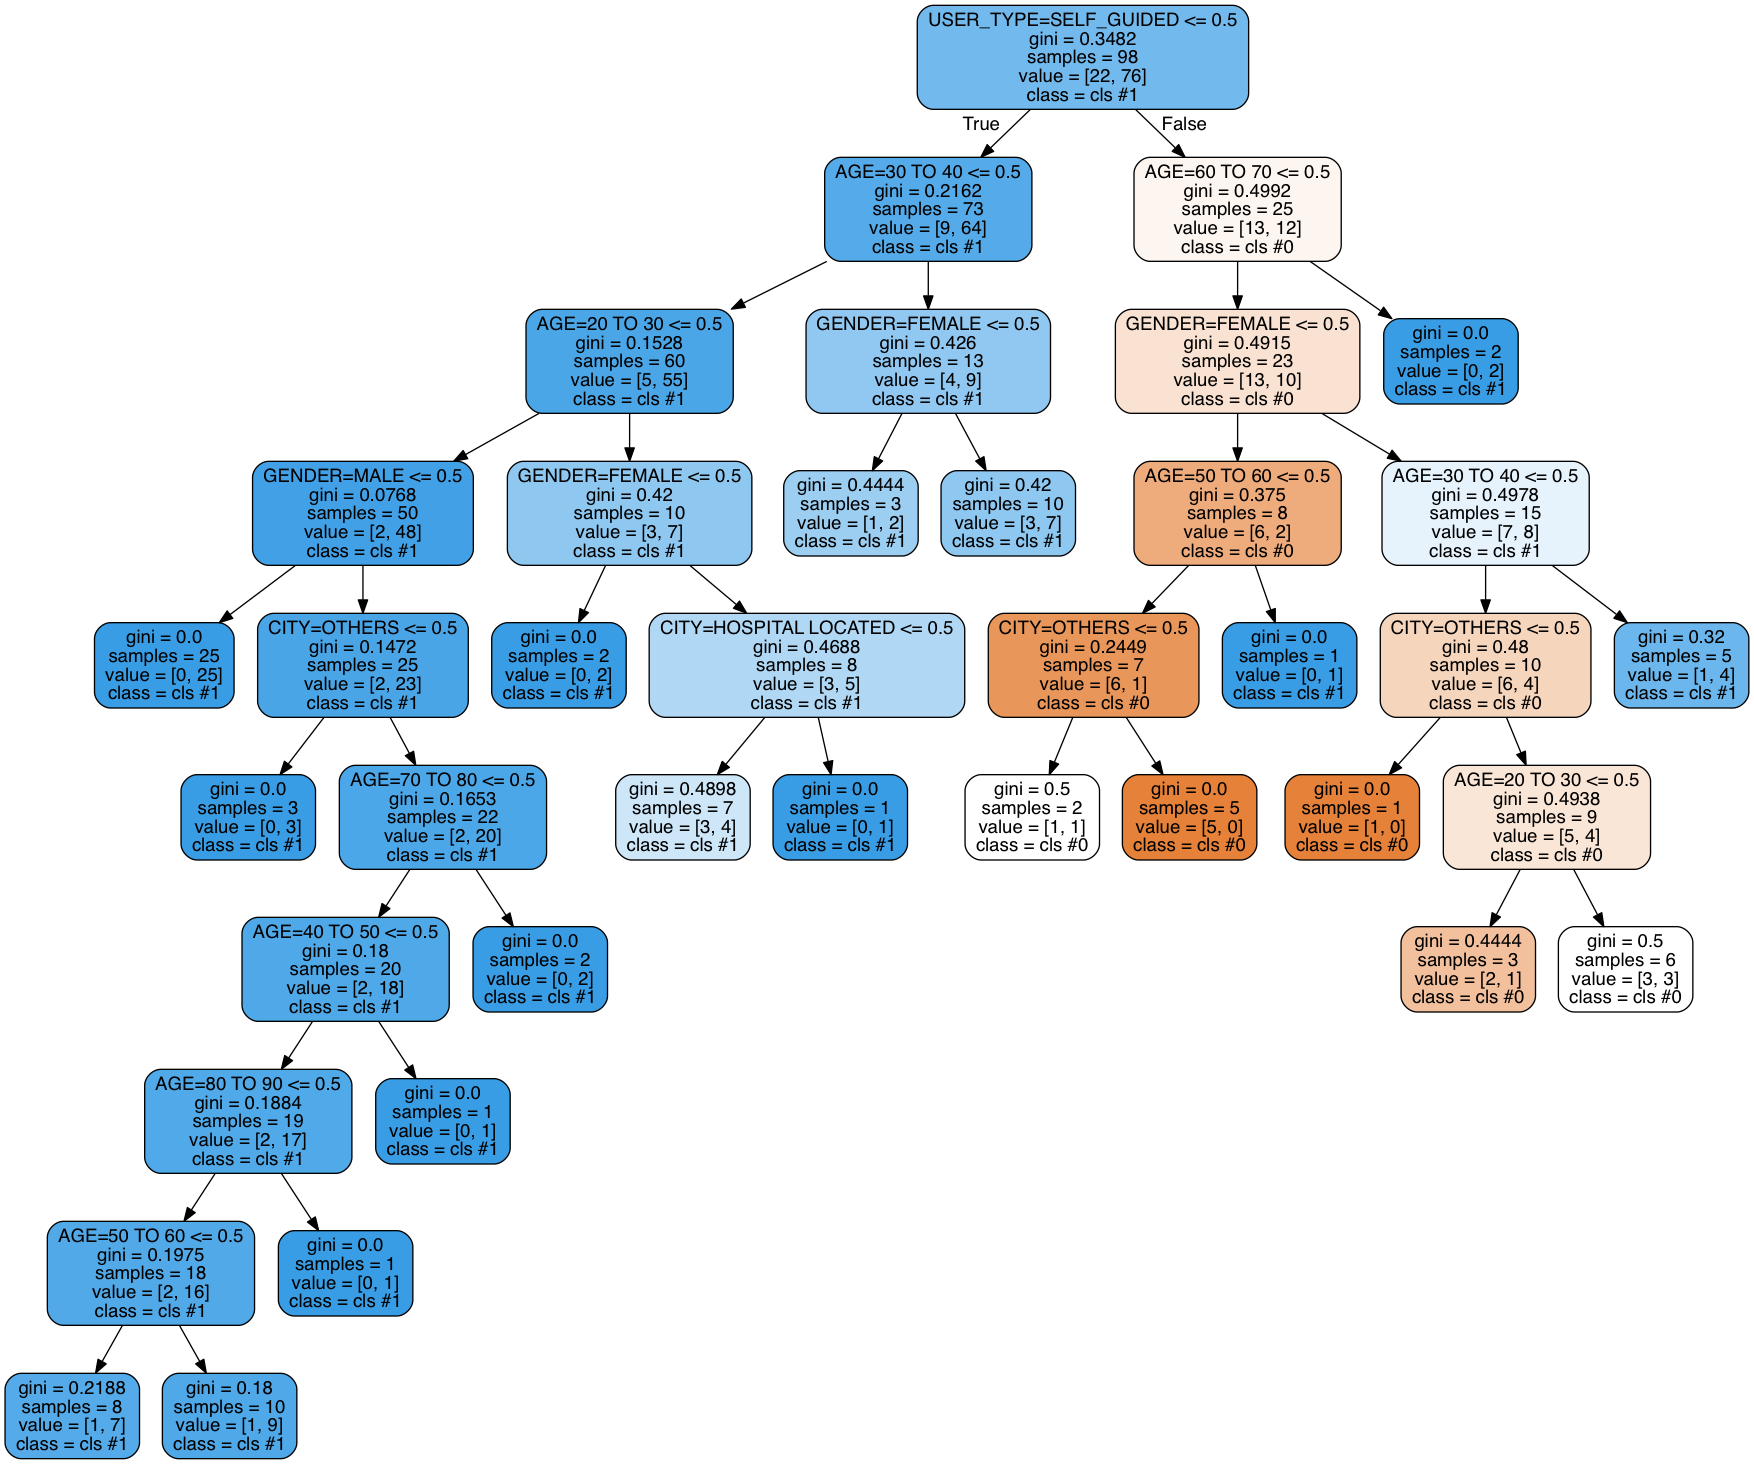 USER_TYPE=SELF_GUIDED <= 0.5
gini = 0.3482
samples = 98
value = [22, 76]
class = cls #1
True
False
AGE=30 TO 40 <= 0.5
gini = 0.2162
samples = 73
value = [9, 64]
class = cls #1
AGE=60 TO 70 <= 0.5
gini = 0.4992
samples = 25
value = [13, 12]
class = cls #0
AGE=20 TO 30 <= 0.5
gini = 0.1528
samples = 60
value = [5, 55]
class = cls #1
GENDER=FEMALE <= 0.5
gini = 0.426
samples = 13
value = [4, 9]
class = cls #1
GENDER=FEMALE <= 0.5
gini = 0.4915
samples = 23
value = [13, 10]
class = cls #0
gini = 0.0
samples = 2
value = [0, 2]
class = cls #1
GENDER=MALE <= 0.5
gini = 0.0768
samples = 50
value = [2, 48]
class = cls #1
GENDER=FEMALE <= 0.5
gini = 0.42
samples = 10
value = [3, 7]
class = cls #1
gini = 0.4444
samples = 3
value = [1, 2]
class = cls #1
gini = 0.42
samples = 10
value = [3, 7]
class = cls #1
AGE=50 TO 60 <= 0.5
gini = 0.375
samples = 8
value = [6, 2]
class = cls #0
AGE=30 TO 40 <= 0.5
gini = 0.4978
samples = 15
value = [7, 8]
class = cls #1
gini = 0.0
samples = 25
value = [0, 25]
class = cls #1
CITY=OTHERS <= 0.5
gini = 0.1472
samples = 25
value = [2, 23]
class = cls #1
gini = 0.0
samples = 2
value = [0, 2]
class = cls #1
CITY=HOSPITAL LOCATED <= 0.5
gini = 0.4688
samples = 8
value = [3, 5]
class = cls #1
CITY=OTHERS <= 0.5
gini = 0.2449
samples = 7
value = [6, 1]
class = cls #0
gini = 0.0
samples = 1
value = [0, 1]
class = cls #1
CITY=OTHERS <= 0.5
gini = 0.48
samples = 10
value = [6, 4]
class = cls #0
gini = 0.32
samples = 5
value = [1, 4]
class = cls #1
gini = 0.0
samples = 3
value = [0, 3]
class = cls #1
AGE=70 TO 80 <= 0.5
gini = 0.1653
samples = 22
value = [2, 20]
class = cls #1
gini = 0.4898
samples = 7
value = [3, 4]
class = cls #1
gini = 0.0
samples = 1
value = [0, 1]
class = cls #1
gini = 0.5
samples = 2
value = [1, 1]
class = cls #0
gini = 0.0
samples = 5
value = [5, 0]
class = cls #0
gini = 0.0
samples = 1
value = [1, 0]
class = cls #0
AGE=20 TO 30 <= 0.5
gini = 0.4938
samples = 9
value = [5, 4]
class = cls #0
AGE=40 TO 50 <= 0.5
gini = 0.18
samples = 20
value = [2, 18]
class = cls #1
gini = 0.0
samples = 2
value = [0, 2]
class = cls #1
gini = 0.4444
samples = 3
value = [2, 1]
class = cls #0
gini = 0.5
samples = 6
value = [3, 3]
class = cls #0
AGE=80 TO 90 <= 0.5
gini = 0.1884
samples = 19
value = [2, 17]
class = cls #1
gini = 0.0
samples = 1
value = [0, 1]
class = cls #1
AGE=50 TO 60 <= 0.5
gini = 0.1975
samples = 18
value = [2, 16]
class = cls #1
gini = 0.0
samples = 1
value = [0, 1]
class = cls #1
gini = 0.2188
samples = 8
value = [1, 7]
class = cls #1
gini = 0.18
samples = 10
value = [1, 9]
class = cls #1